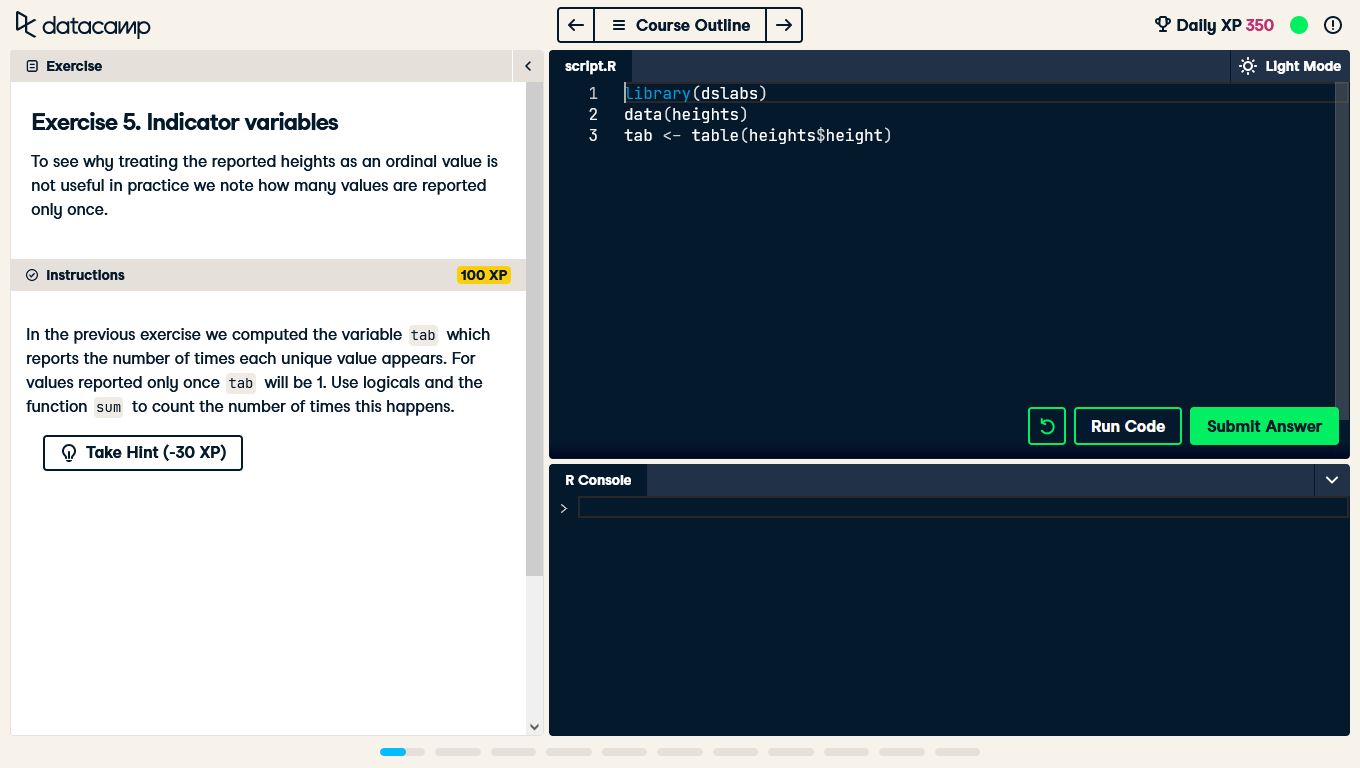 datacamp
Course Outline
Daily XP 350
Exercise
Exercise 5. Indicator variables
To see why treating the reported heights as an ordinal value is
not useful in practice we note how many values are reported
only once.
Instructions
100 XP
In the previous exercise we computed the variable tab which
reports the number of times each unique value appears. For
values reported only once tab will be 1. Use logicals and the
function sum to count the number of times this happens.
Take Hint (-30 XP)
script.R
Light Mode
1 library(dslabs)
2 data(heights)
3 tab <- table(heights$height)
Run Code
Submit Answer
R Console
>